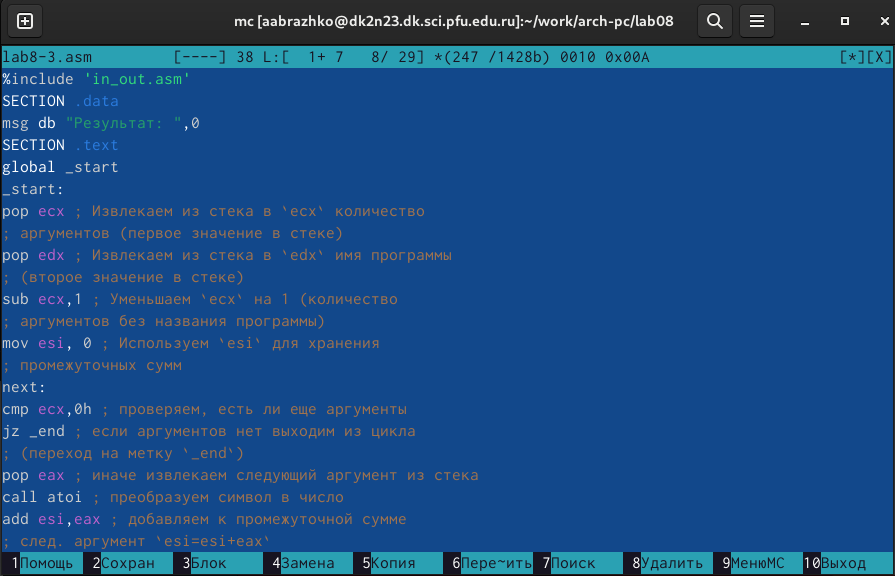 mc [aabrazhko@dk2n23.dk.sci.pfu.edu.ru]:~/work/arch-pc/lab08
lab8-3.asm [----] 38 L:[ 1+ 7 8/ 29] *(247 /1428b) 0010 0x00A [*][X]
%include 'in_out.asm'
SECTION .data
msg db "Результат: ",0
SECTION .text
global _start
_start:
pop ecx ; Извлекаем из стека в `ecx` количество
; аргументов (первое значение в стеке)
pop edx ; Извлекаем из стека в `edx` имя программы
; (второе значение в стеке)
sub ecx,1 ; Уменьшаем `ecx` на 1 (количество
; аргументов без названия программы)
mov esi, 0 ; Используем `esi` для хранения
; промежуточных сумм
next:
cmp ecx,0h ; проверяем, есть ли еще аргументы
jz _end ; если аргументов нет выходим из цикла
; (переход на метку `_end`)
pop eax ; иначе извлекаем следующий аргумент из стека
call atoi ; преобразуем символ в число
add esi,eax ; добавляем к промежуточной сумме
; след. аргумент `esi=esi+eax`
1Помощь 2Сохран 3Блок 4Замена 5Копия 6Пере~ить 7Поиск 8Удалить 9МенюМС 10Выход